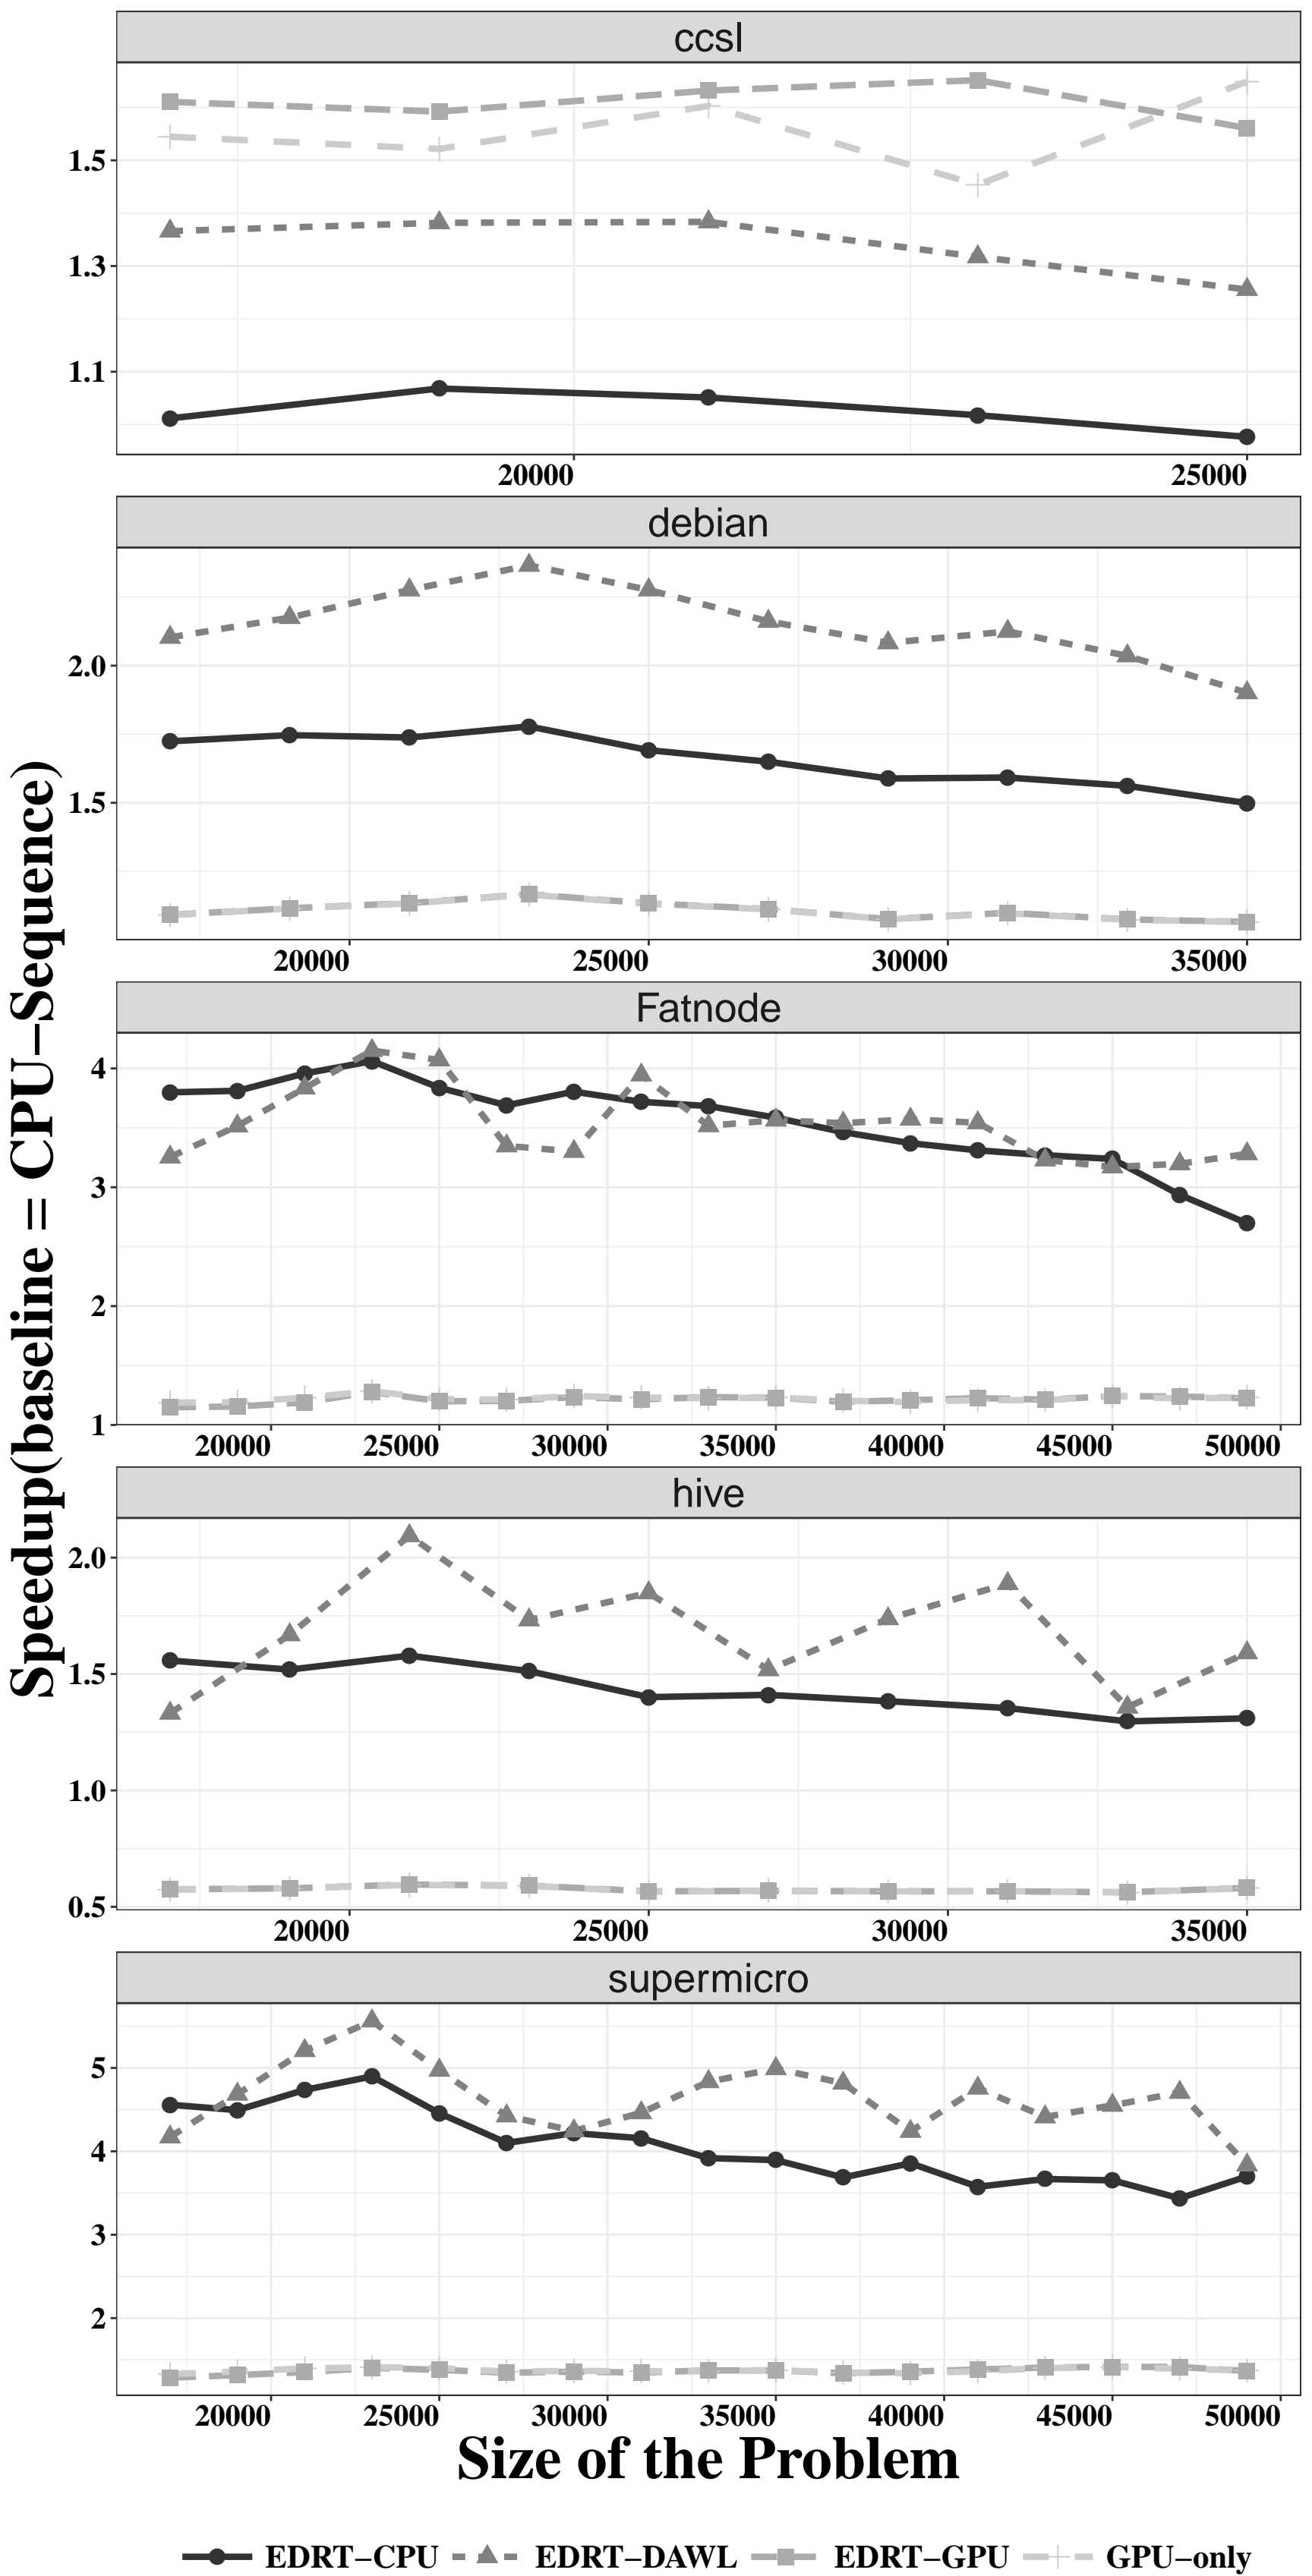 ccsl
1.5
1.3
1.1
20000 25000
debian
2.0
1.5
20000 25000 30000 35000
Fatnode
4
3
2
1
20000 25000 30000 35000 40000 45000 50000
hive
2.0
1.5
1.0
0.5
20000 25000 30000 35000
supermicro
5
4
3
2
20000 25000 30000 35000 40000 45000 50000
Speedup(baseline = CPU−Sequence)
Size of the Problem
EDRT−CPU EDRT−DAWL EDRT−GPU GPU−only